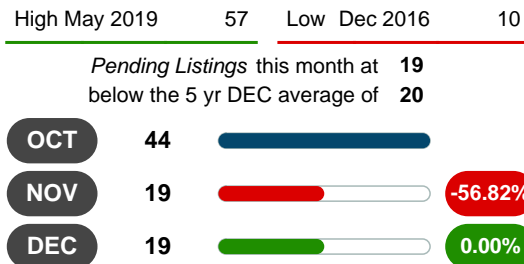 High May 2019 57 Low Dec 2016 10
Pending Listings this month at 19
below the 5 yr DEC average of 20
OCT 44
NOV 19 -56.82%
DEC 19 0.00%